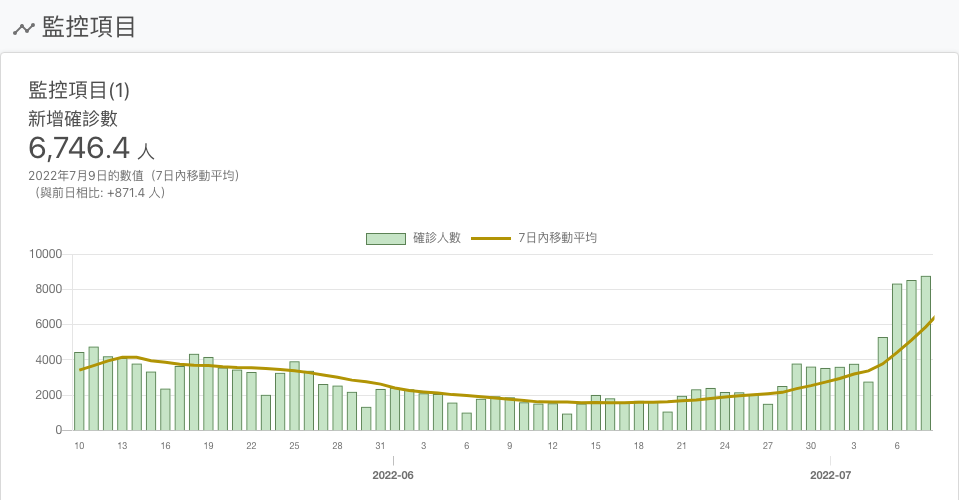 監控項目
監控項目(1)
新增確診數
6,746.4 人
2022年7月9日的數值（7日內移動平均）
（與前日相比: +871.4 人）
確診人數 7日內移動平均
10000
8000
6000
4000
2000
0
10 13 16 19 22 25 28 31 3 6 9 12 15 18 21 24 27 30 3 6
2022-06 2022-07